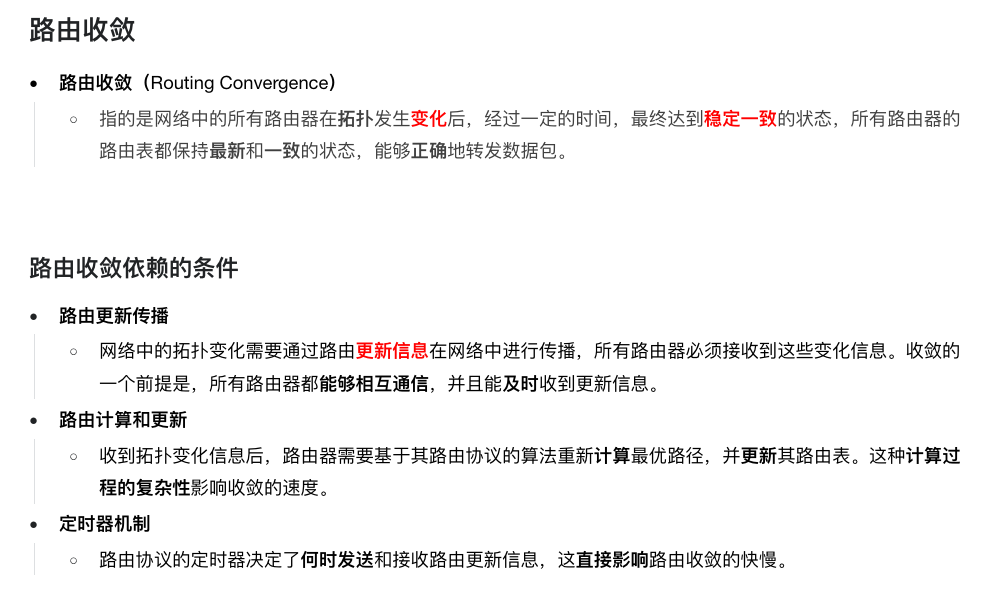 路由收敛
• 路由收敛（Routing Convergence）
○ 指的是网络中的所有路由器在拓扑发生变化后，经过一定的时间，最终达到稳定一致的状态，所有路由器的
路由表都保持最新和一致的状态，能够正确地转发数据包。
路由收敛依赖的条件
• 路由更新传播
○ 网络中的拓扑变化需要通过路由更新信息在网络中进行传播，所有路由器必须接收到这些变化信息。收敛的
一个前提是，所有路由器都能够相互通信，并且能及时收到更新信息。
• 路由计算和更新
○ 收到拓扑变化信息后，路由器需要基于其路由协议的算法重新计算最优路径，并更新其路由表。这种计算过
程的复杂性影响收敛的速度。
• 定时器机制
○ 路由协议的定时器决定了何时发送和接收路由更新信息，这直接影响路由收敛的快慢。